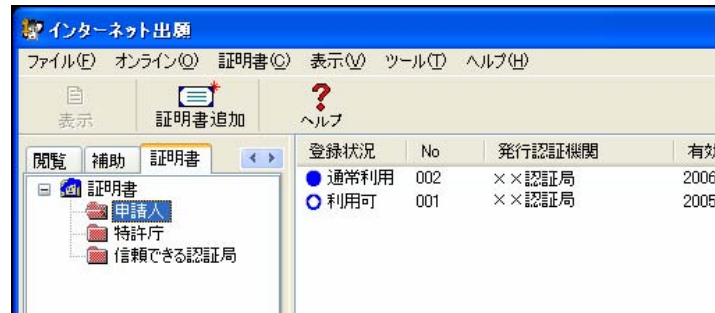 インターネット出願
ファイル(F) オンライン(O) 証明書(C) 表示(V) ツール(T) ヘルプ(H)
表示 証明書追加 ヘルプ
閲覧 補助 証明書
証明書
申請人
特許庁
信頼できる認証局
登録状況 No 発行認証機関 有効
通常利用 002 ××認証局 2006
利用可 001 ××認証局 2005